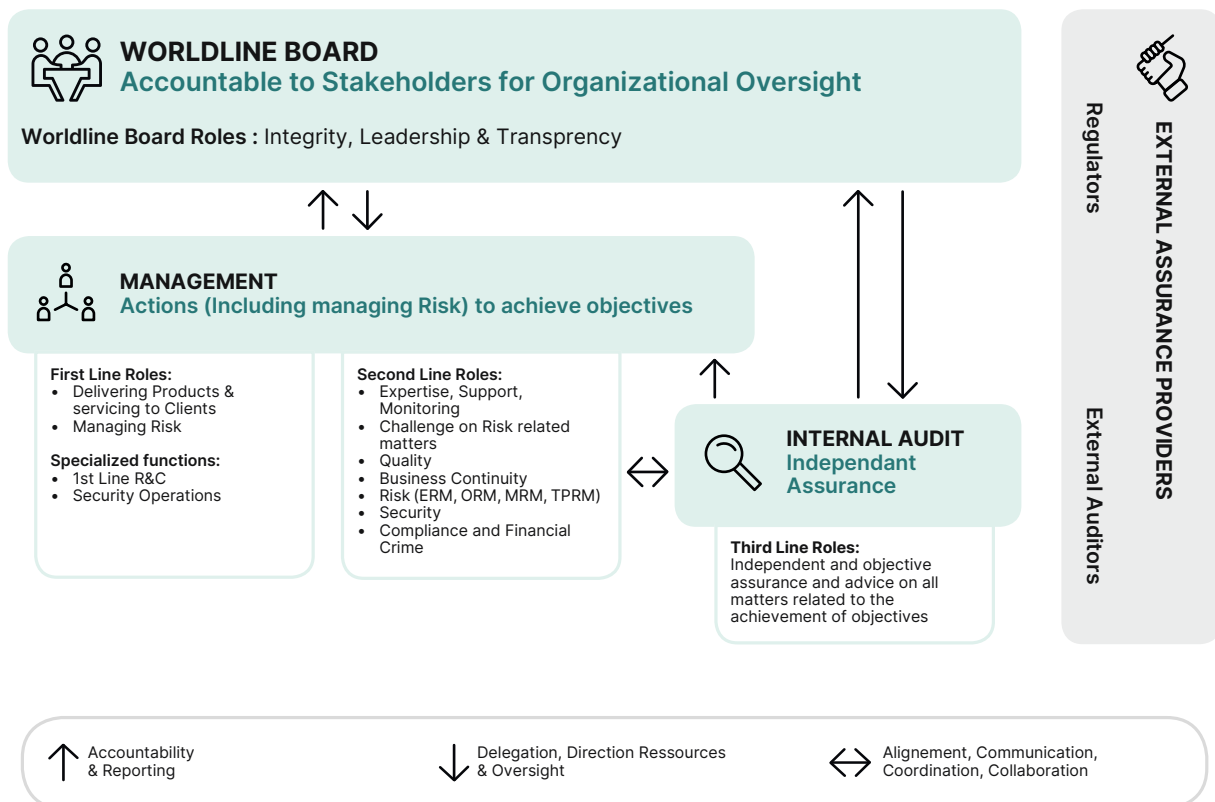 WORLDLINE BOARD
Accountable to Stakeholders for Organizational Oversight
Worldline Board Roles : Integrity, Leadership & Transprency
MANAGEMENT
Actions (Including managing Risk) to achieve objectives
First Line Roles:
• Delivering Products &
servicing to Clients
• Managing Risk
Specialized functions:
• 1st Line R&C
• Security Operations
Second Line Roles:
• Expertise, Support,
Monitoring
• Challenge on Risk related
matters
• Quality
• Business Continuity
• Risk (ERM, ORM, MRM, TPRM)
• Security
• Compliance and Financial
Crime
INTERNAL AUDIT
Independant
Assurance
Third Line Roles:
Independent and objective
assurance and advice on all
matters related to the
achievement of objectives
EXTERNAL ASSURANCE PROVIDERS
Regulators
External Auditors
Accountability
& Reporting
Delegation, Direction Ressources
& Oversight
Alignement, Communication,
Coordination, Collaboration